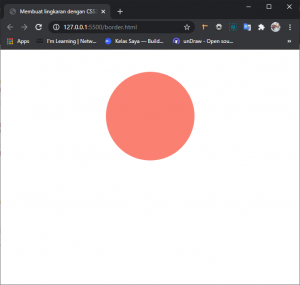 Membuat lingkaran dengan CSS
127.0.0.1:5500/border.html
Apps I'm Learning | Netw... Kelas Saya — Build... unDraw - Open sou...